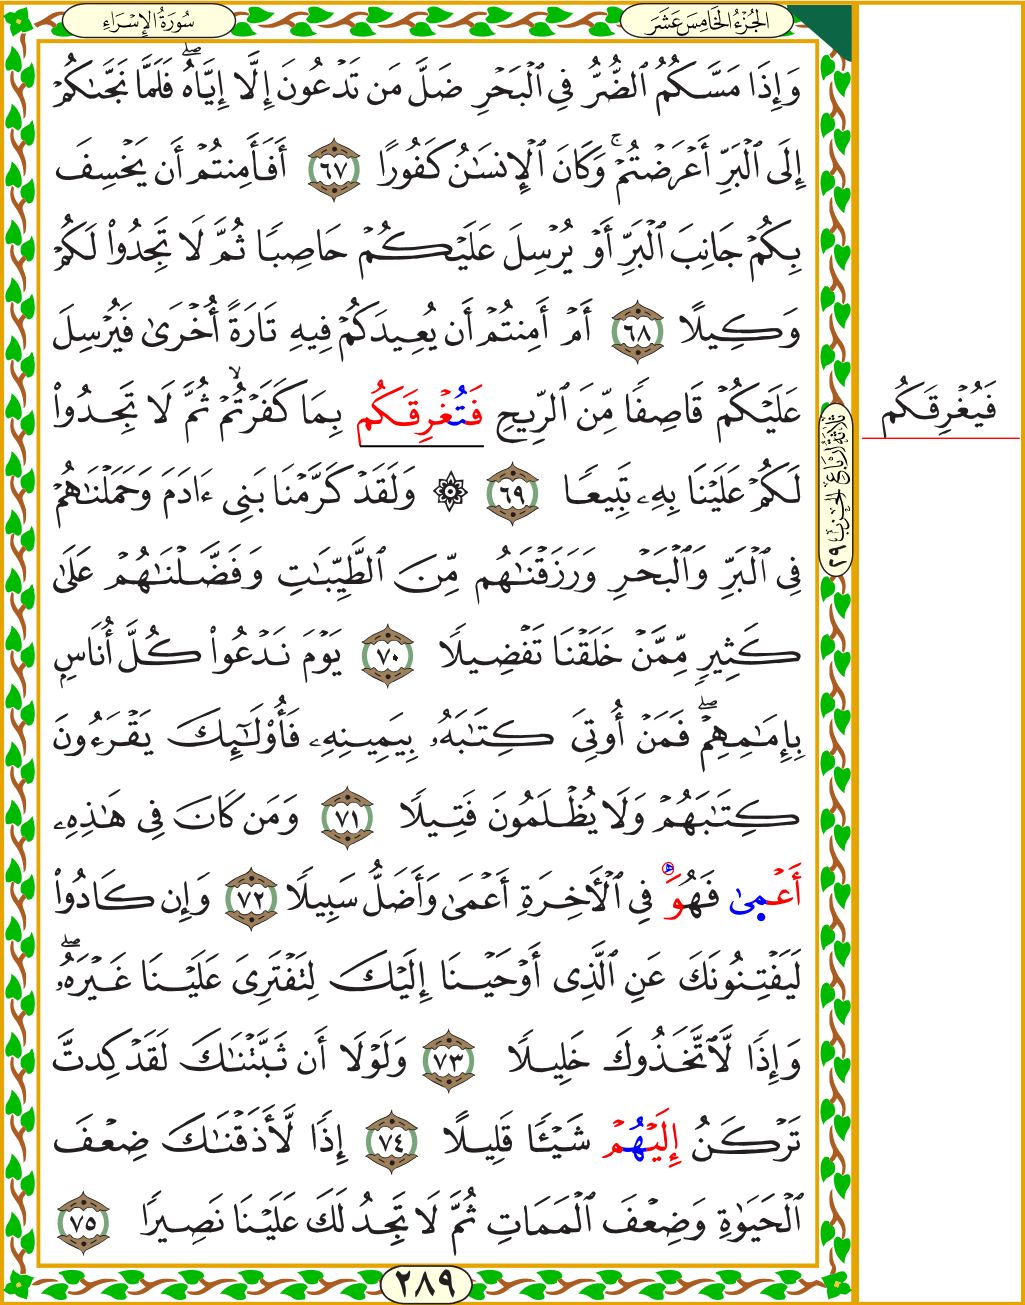 الجُزْءُ الخَامِسَ عَشَرَ
سُورَةُ الإِسْرَاءِ
وَإِذَا مَسَّكُمُ ٱلضُّرُّ فِي ٱلۡبَحۡرِ ضَلَّ مَن تَدۡعُونَ إِلَّآ إِيَّاهُۖ فَلَمَّا نَجَّىٰكُمۡ
إِلَى ٱلۡبَرِّ أَعۡرَضۡتُمۡۚ وَكَانَ ٱلۡإِنسَٰنُ كَفُورًا ٦٧ أَفَأَمِنتُمۡ أَن يَخۡسِفَ
بِكُمۡ جَانِبَ ٱلۡبَرِّ أَوۡ يُرۡسِلَ عَلَيۡكُمۡ حَاصِبٗا ثُمَّ لَا تَجِدُواْ لَكُمۡ
وَكِيلًا ٦٨ أَمۡ أَمِنتُمۡ أَن يُعِيدَكُمۡ فِيهِ تَارَةً أُخۡرَىٰ فَيُرۡسِلَ
عَلَيۡكُمۡ قَاصِفٗا مِّنَ ٱلرِّيحِ فَتُغۡرِقَكُم بِمَا كَفَرۡتُمۡۙ ثُمَّ لَا تَجِدُواْ
فَيُغۡرِقَكُم
لَكُمۡ عَلَيۡنَا بِهِۦ تَبِيعٗا ٦٩ ۞ وَلَقَدۡ كَرَّمۡنَا بَنِيٓ ءَادَمَ وَحَمَلۡنَٰهُمۡ
ثلاثة أرباع الحزب ٢٩
فِي ٱلۡبَرِّ وَٱلۡبَحۡرِ وَرَزَقۡنَٰهُم مِّنَ ٱلطَّيِّبَٰتِ وَفَضَّلۡنَٰهُمۡ عَلَىٰ
كَثِيرٖ مِّمَّنۡ خَلَقۡنَا تَفۡضِيلٗا ٧٠ يَوۡمَ نَدۡعُواْ كُلَّ أُنَاسِۭ
بِإِمَٰمِهِمۡۖ فَمَنۡ أُوتِيَ كِتَٰبَهُۥ بِيَمِينِهِۦ فَأُوْلَٰٓئِكَ يَقۡرَءُونَ
كِتَٰبَهُمۡ وَلَا يُظۡلَمُونَ فَتِيلٗا ٧١ وَمَن كَانَ فِي هَٰذِهِۦٓ
أَعۡمَىٰ فَهُوَ فِي ٱلۡأٓخِرَةِ أَعۡمَىٰ وَأَضَلُّ سَبِيلٗا ٧٢ وَإِن كَادُواْ
لَيَفۡتِنُونَكَ عَنِ ٱلَّذِيٓ أَوۡحَيۡنَآ إِلَيۡكَ لِتَفۡتَرِيَ عَلَيۡنَا غَيۡرَهُۥۖ
وَإِذٗا لَّٱتَّخَذُوكَ خَلِيلٗا ٧٣ وَلَوۡلَآ أَن ثَبَّتۡنَٰكَ لَقَدۡ كِدتَّ
تَرۡكَنُ إِلَيۡهُمۡ شَيۡـٔٗا قَلِيلًا ٧٤ إِذٗا لَّأَذَقۡنَٰكَ ضِعۡفَ
ٱلۡحَيَوٰةِ وَضِعۡفَ ٱلۡمَمَاتِ ثُمَّ لَا تَجِدُ لَكَ عَلَيۡنَا نَصِيرٗا ٧٥
٢٨٩